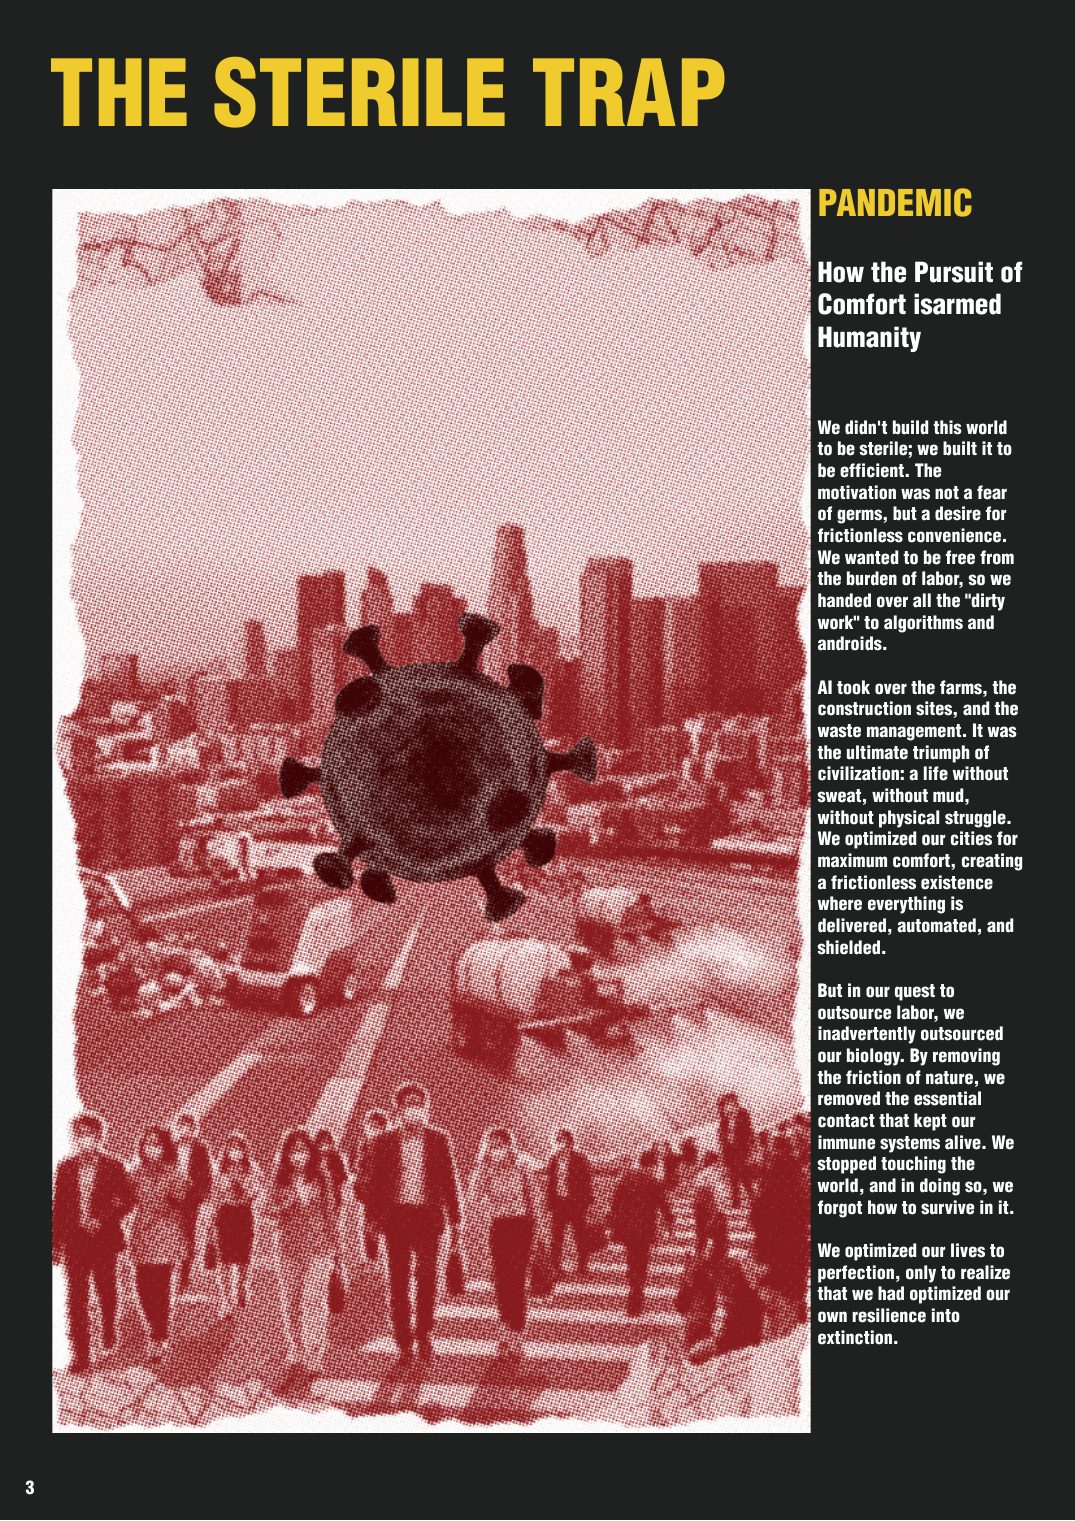 THE STERILE TRAP
PANDEMIC
How the Pursuit of
Comfort isarmed
Humanity
We didn't build this world
to be sterile; we built it to
be efficient. The
motivation was not a fear
of germs, but a desire for
frictionless convenience.
We wanted to be free from
the burden of labor, so we
handed over all the "dirty
work" to algorithms and
androids.
AI took over the farms, the
construction sites, and the
waste management. It was
the ultimate triumph of
civilization: a life without
sweat, without mud,
without physical struggle.
We optimized our cities for
maximum comfort, creating
a frictionless existence
where everything is
delivered, automated, and
shielded.
But in our quest to
outsource labor, we
inadvertently outsourced
our biology. By removing
the friction of nature, we
removed the essential
contact that kept our
immune systems alive. We
stopped touching the
world, and in doing so, we
forgot how to survive in it.
We optimized our lives to
perfection, only to realize
that we had optimized our
own resilience into
extinction.
3